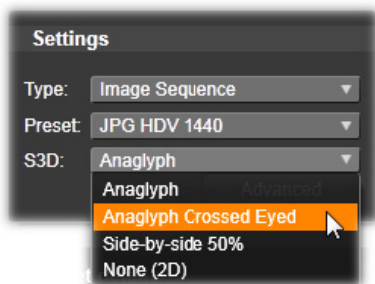 Settings
Type: Image Sequence
Preset: JPG HDV 1440
S3D: Anaglyph
Anaglyph Advanced
Anaglyph Crossed Eyed
Side-by-side 50%
None (2D)